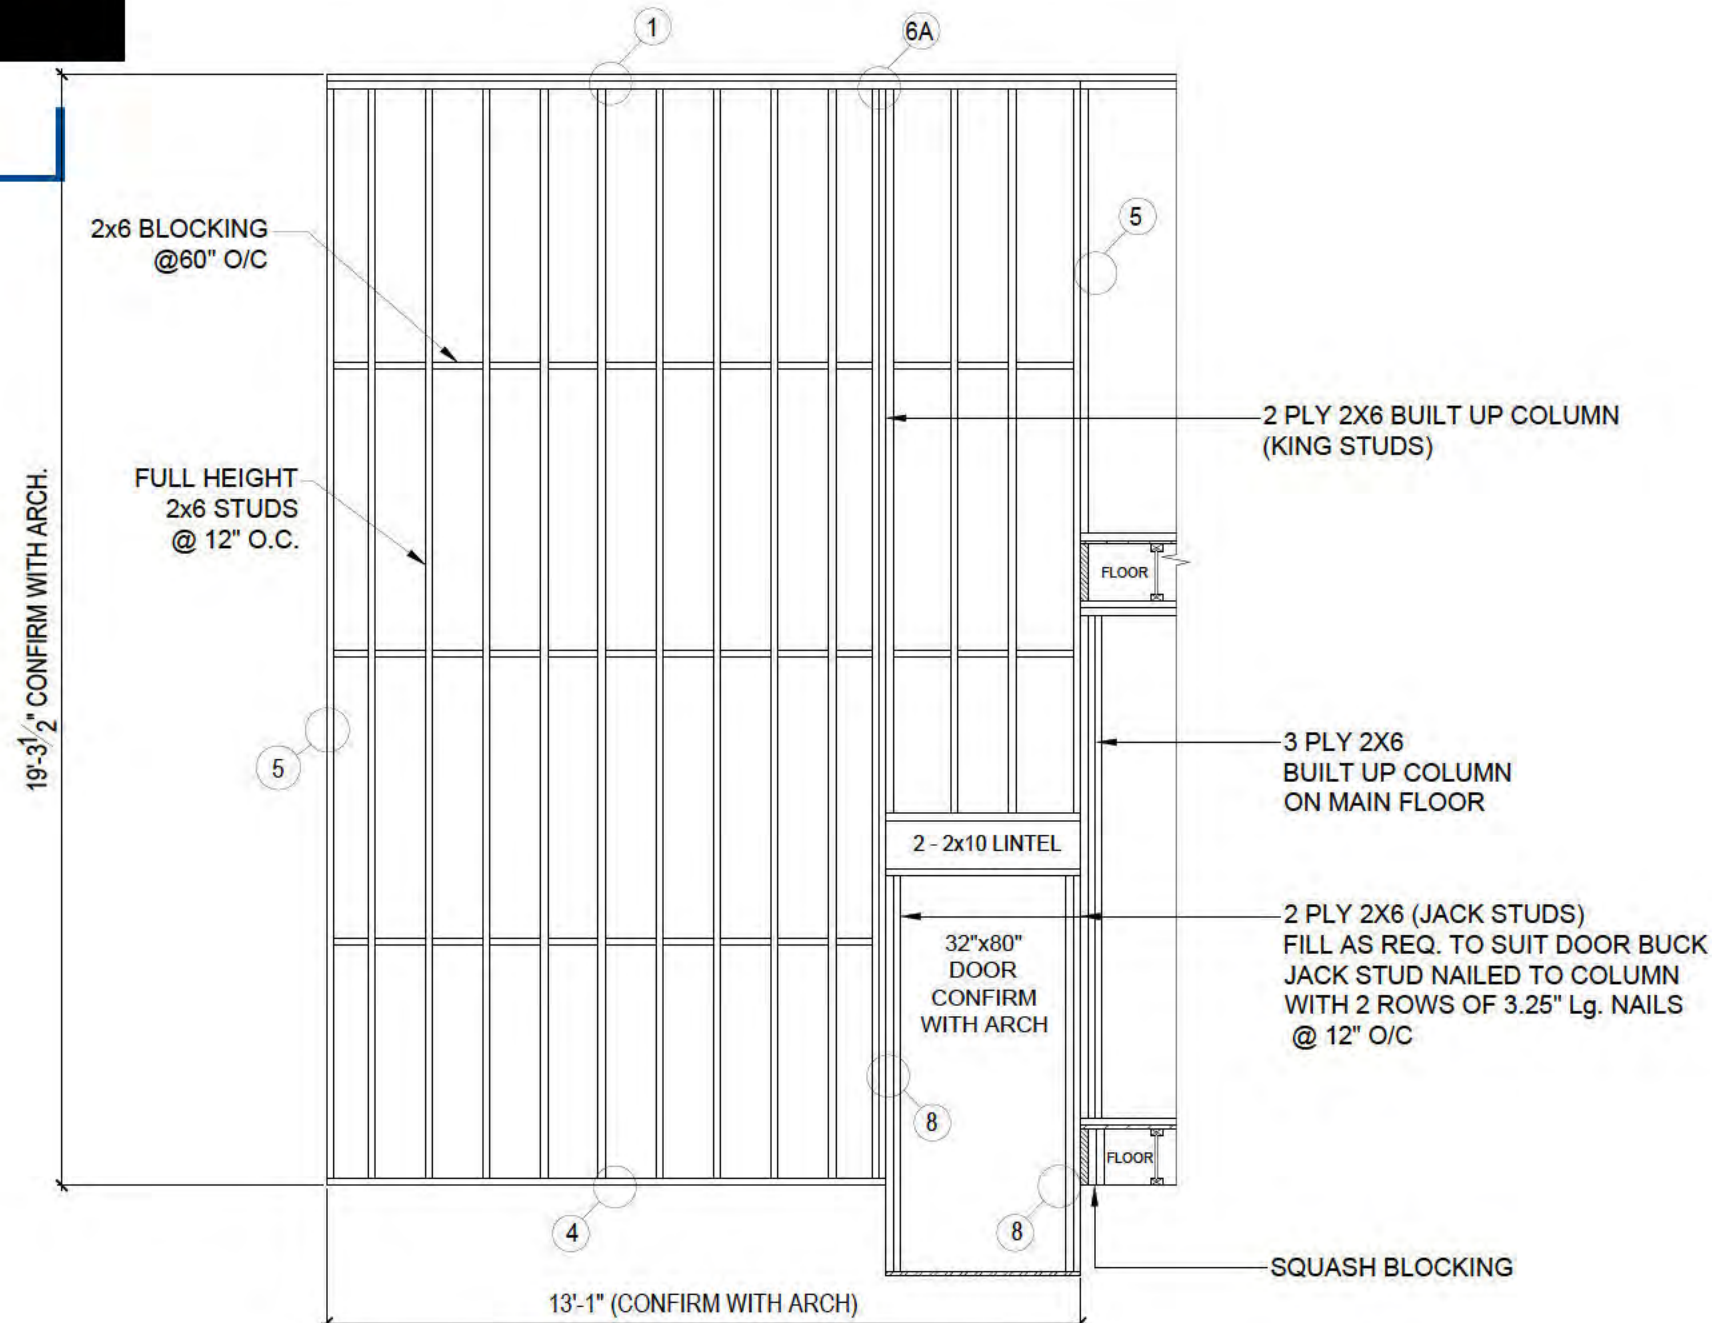 1
6A
2x6 BLOCKING
@60" O/C
5
2 PLY 2X6 BUILT UP COLUMN
(KING STUDS)
FULL HEIGHT
2x6 STUDS
@ 12" O.C.
FLOOR
19'-3 1/2" CONFIRM WITH ARCH.
5
3 PLY 2X6
BUILT UP COLUMN
ON MAIN FLOOR
2 - 2x10 LINTEL
32"x80"
DOOR
CONFIRM
WITH ARCH
2 PLY 2X6 (JACK STUDS)
FILL AS REQ. TO SUIT DOOR BUCK
JACK STUD NAILED TO COLUMN
WITH 2 ROWS OF 3.25" Lg. NAILS
@ 12" O/C
8
FLOOR
4
8
SQUASH BLOCKING
13'-1" (CONFIRM WITH ARCH)